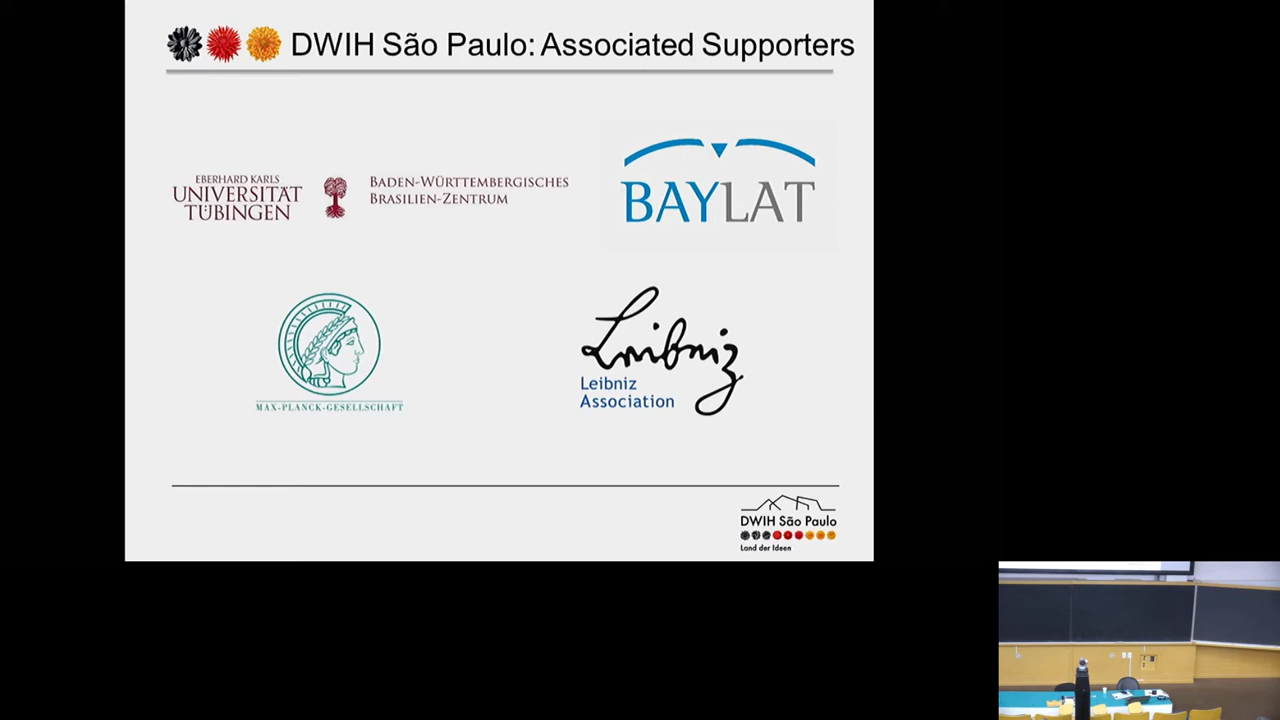 DWIH São Paulo: Associated Supporters
EBERHARD KARLS
UNIVERSITÄT
TÜBINGEN
BADEN-WÜRTTEMBERGISCHES
BRASILIEN-ZENTRUM
BAYLAT
MAX-PLANCK-GESELLSCHAFT
Leibniz
Leibniz
Association
DWIH São Paulo
Land der Ideen